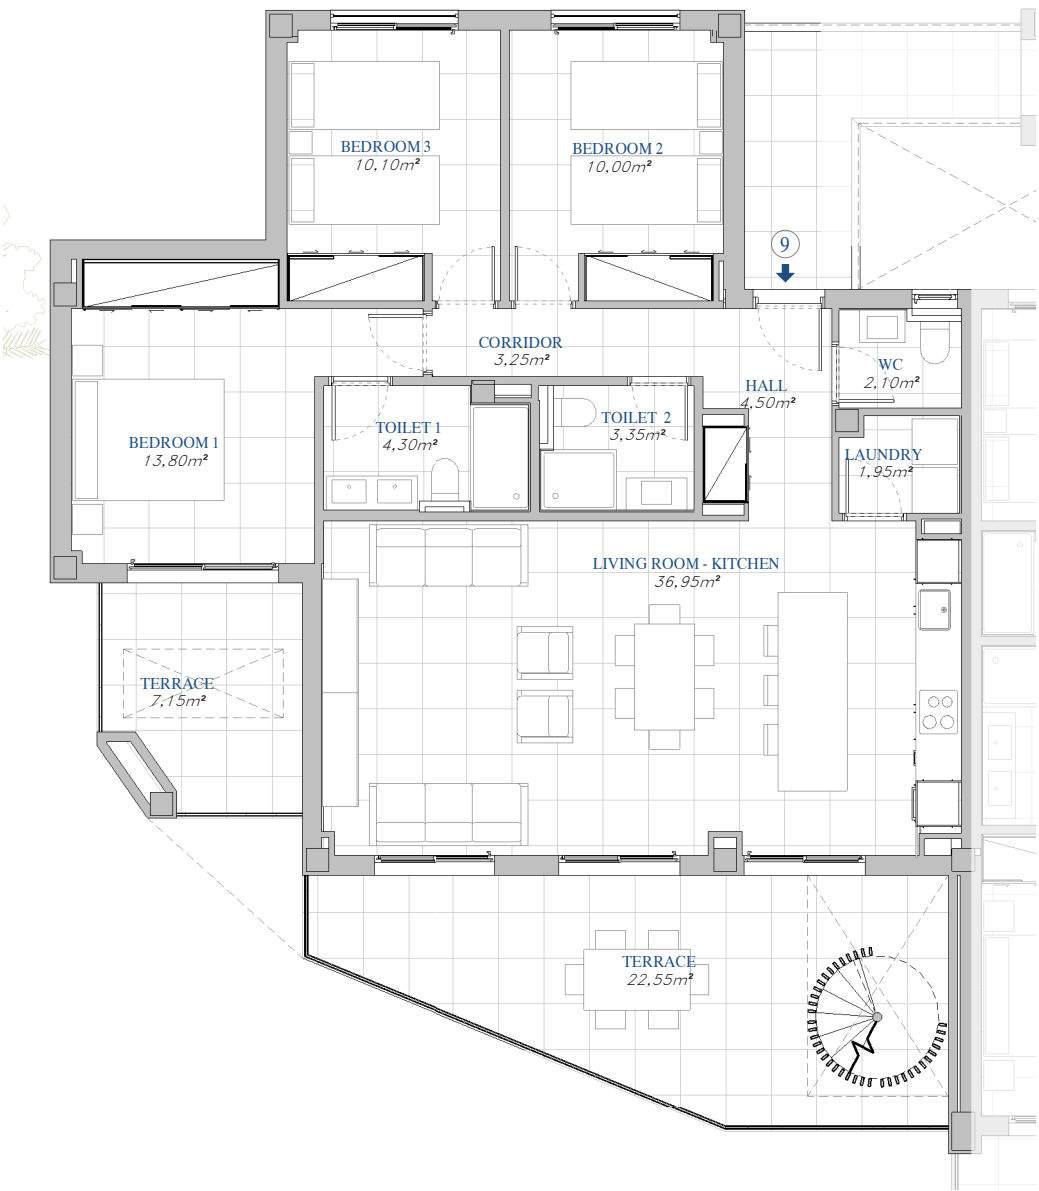 BEDROOM 3
10,10m²
BEDROOM 2
10,00m²
9
CORRIDOR
3,25m²
WC
2,10m²
HALL
4,50m²
TOILET 1
4,30m²
TOILET 2
3,35m²
BEDROOM 1
13,80m²
LAUNDRY
1,95m²
LIVING ROOM - KITCHEN
36,95m²
TERRACE
7,15m²
TERRACE
22,55m²